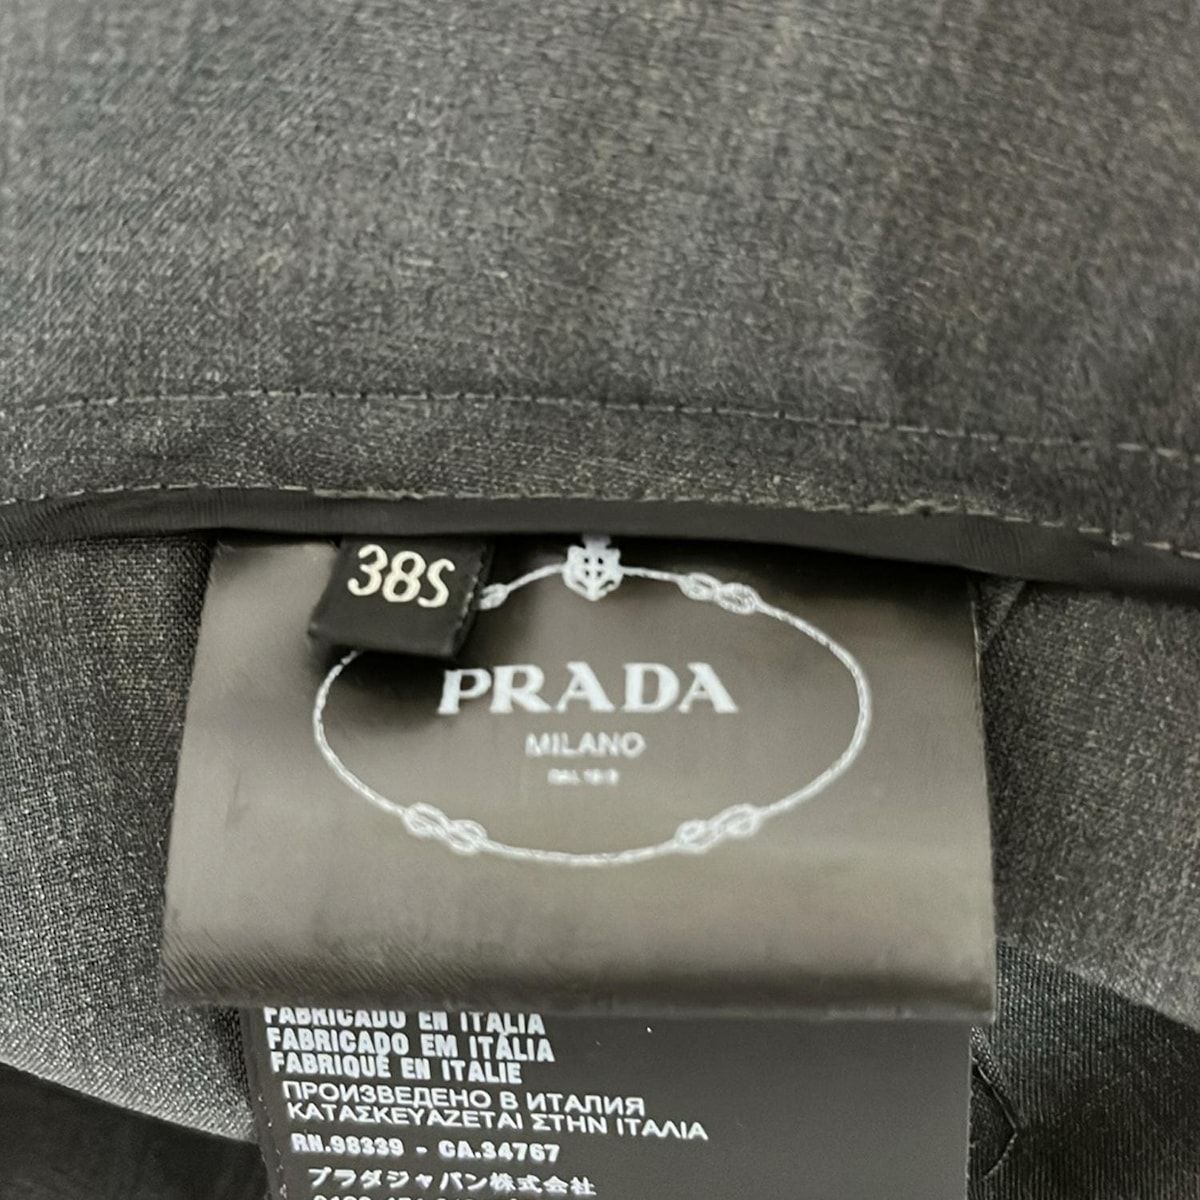 38S
PRADA
MILANO
FABRICADO EN ITALIA
FABRICADO EM ITÁLIA
FABRIQUÉ EN ITALIE
ПРОИЗВЕДЕНО В ИТАЛИЯ
ΚΑΤΑΣΚΕΥΑΖΕΤΑΙ ΣΤΗΝ ΙΤΑΛΙΑ
RN.98339 - CA.34767
プラダジャパン株式会社